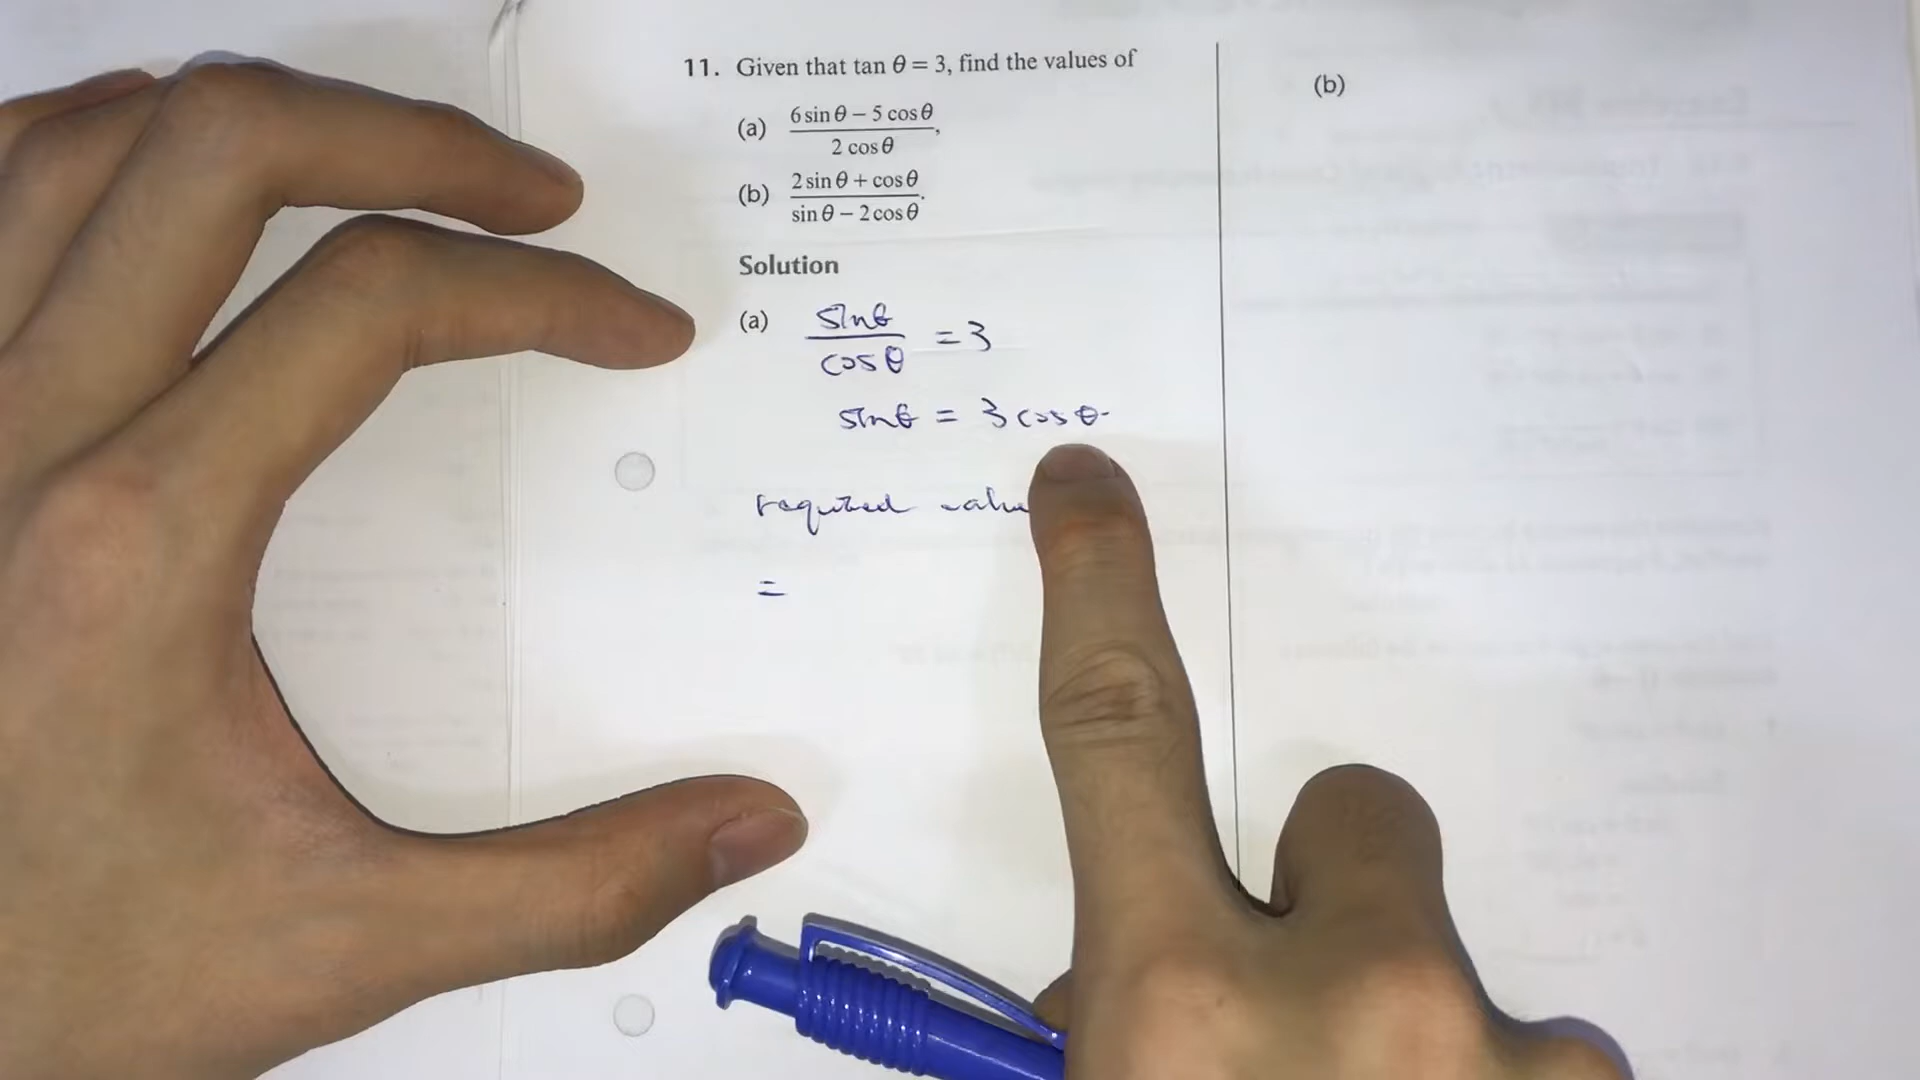 11. Given that tan θ = 3, find the values of
(a) 6 sin θ − 5 cos θ / 2 cos θ,
(b) 2 sin θ + cos θ / sin θ − 2 cos θ.
Solution
(a) sinθ / cosθ = 3
sinθ = 3 cosθ
required value
=
(b)